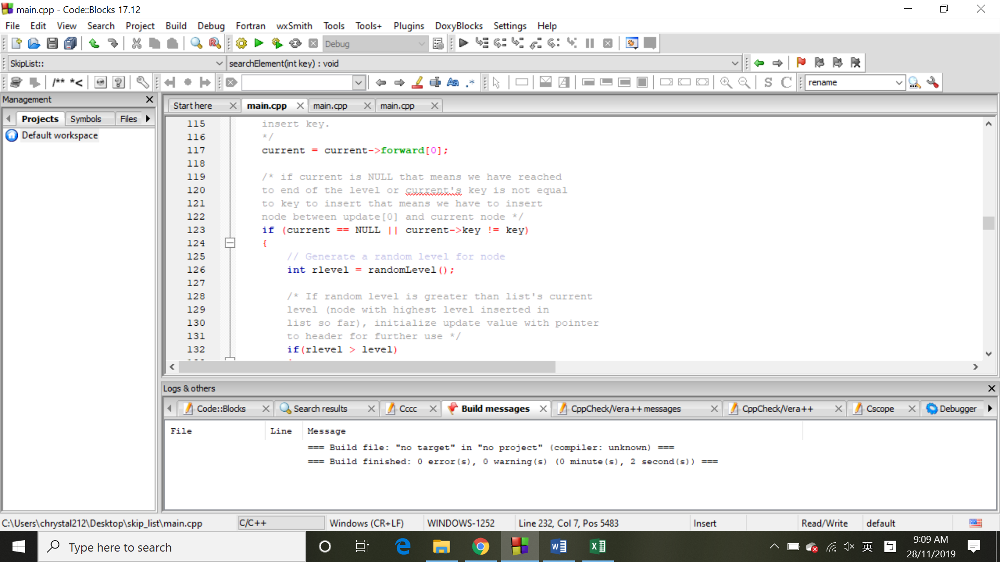 main.cpp - Code::Blocks 17.12
File Edit View Search Project Build Debug Fortran wxSmith Tools Tools+ Plugins DoxyBlocks Settings Help
Debug
SkipList:: searchElement(int key) : void
/** *< Aa .* S C rename
Management
Projects Symbols Files
Default workspace
Start here main.cpp main.cpp main.cpp
115 insert key.
116 */
117 current = current->forward[0];
118
119 /* if current is NULL that means we have reached
120 to end of the level or current's key is not equal
121 to key to insert that means we have to insert
122 node between update[0] and current node */
123 if (current == NULL || current->key != key)
124 {
125 // Generate a random level for node
126 int rlevel = randomLevel();
127
128 /* If random level is greater than list's current
129 level (node with highest level inserted in
130 list so far), initialize update value with pointer
131 to header for further use */
132 if(rlevel > level)
Logs & others
Code::Blocks Search results Cccc Build messages CppCheck/Vera++ messages CppCheck/Vera++ Cscope Debugger
File Line Message
=== Build file: "no target" in "no project" (compiler: unknown) ===
=== Build finished: 0 error(s), 0 warning(s) (0 minute(s), 2 second(s)) ===
C:\Users\chrystal212\Desktop\skip_list\main.cpp C/C++ Windows (CR+LF) WINDOWS-1252 Line 232, Col 7, Pos 5483 Insert Read/Write default
Type here to search
英
9:09 AM
28/11/2019